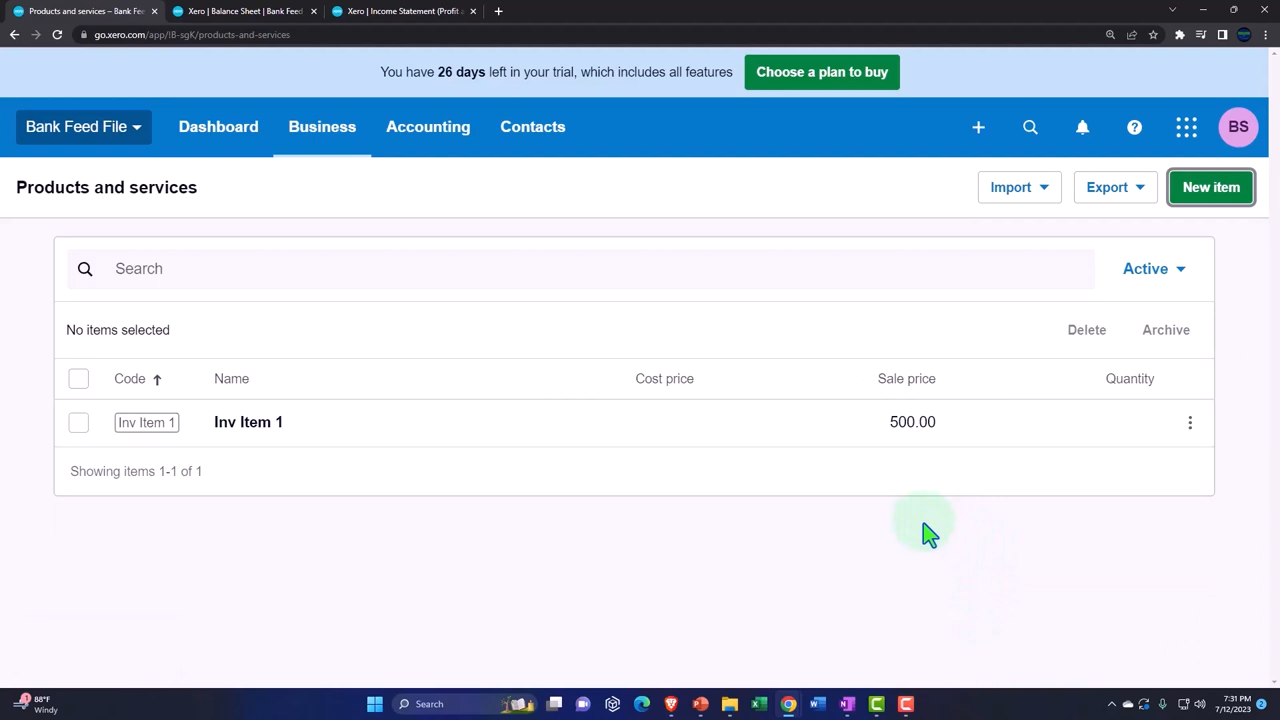 Products and services – Bank Fee
Xero | Balance Sheet | Bank Feed
Xero | Income Statement (Profit a
go.xero.com/app/!8-sgK/products-and-services
You have 26 days left in your trial, which includes all features
Choose a plan to buy
Bank Feed File
Dashboard
Business
Accounting
Contacts
BS
Products and services
Import
Export
New item
Search
Active
No items selected
Delete
Archive
Code
Name
Cost price
Sale price
Quantity
Inv Item 1
Inv Item 1
500.00
Showing items 1-1 of 1
1
88°F
Windy
Search
7:31 PM
7/12/2023
2